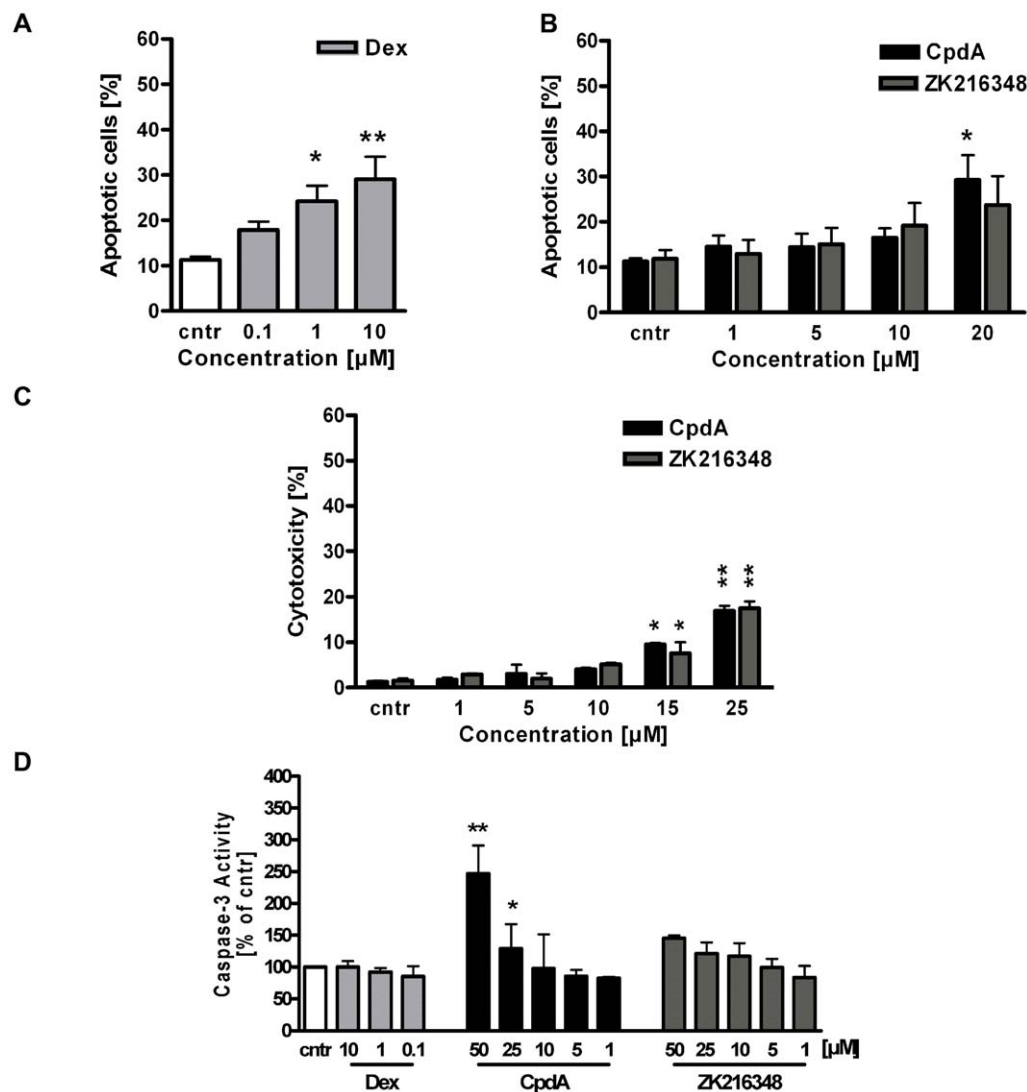 A
60
50
40
30
20
10
0
Apoptotic cells [%]
Dex
*
**
cntr 0.1 1 10
Concentration [µM]
B
60
50
40
30
20
10
0
Apoptotic cells [%]
CpdA
ZK216348
*
cntr 1 5 10 20
Concentration [µM]
C
60
50
40
30
20
10
0
Cytotoxicity [%]
CpdA
ZK216348
* *
** **
cntr 1 5 10 15 25
Concentration [µM]
D
400
350
300
250
200
150
100
50
0
Caspase-3 Activity
[% of cntr]
**
*
cntr 10 1 0.1 50 25 10 5 1 50 25 10 5 1 [µM]
Dex CpdA ZK216348